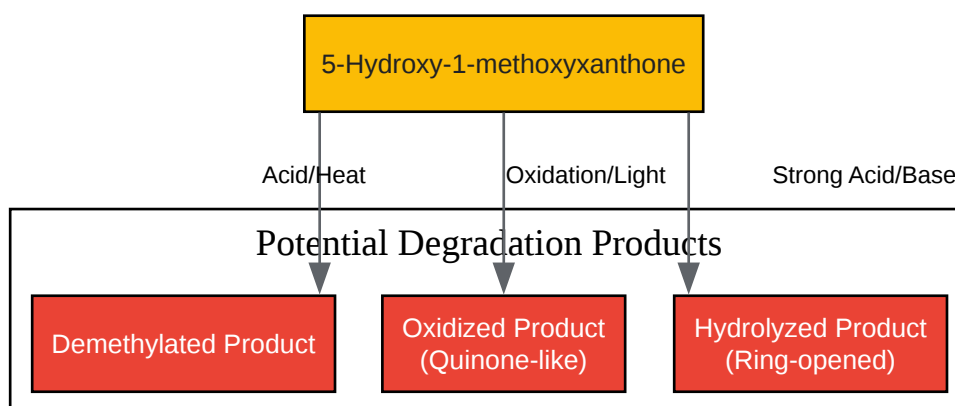 5-Hydroxy-1-methoxyxanthone
Acid/Heat
Oxidation/Light
Strong Acid/Base
Potential Degradation Products
Demethylated Product
Oxidized Product
(Quinone-like)
Hydrolyzed Product
(Ring-opened)